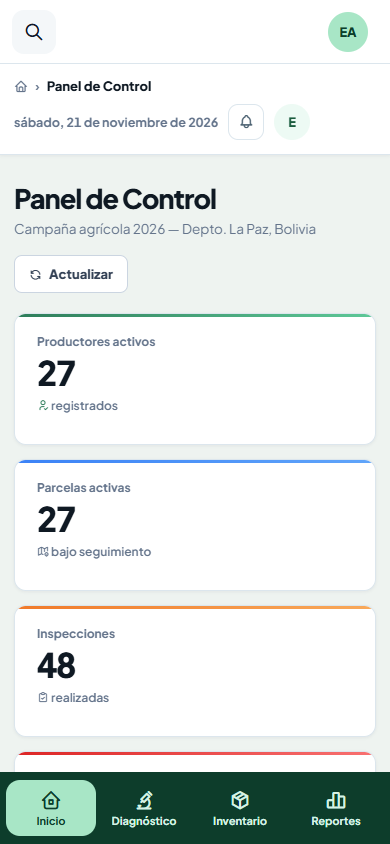 EA
› Panel de Control
sábado, 21 de noviembre de 2026
E
Panel de Control
Campaña agrícola 2026 — Depto. La Paz, Bolivia
Actualizar
Productores activos
27
registrados
Parcelas activas
27
bajo seguimiento
Inspecciones
48
realizadas
Inicio
Diagnóstico
Inventario
Reportes